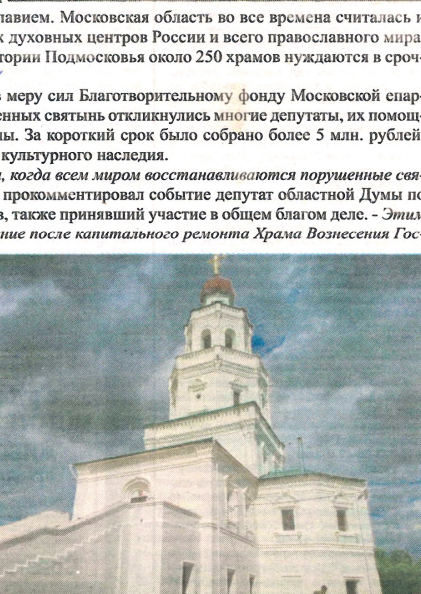 лавием. Московская область во все времена считалась и
х духовных центров России и всего православного мира
тории Подмосковья около 250 храмов нуждаются в сроч-
в меру сил Благотворительному фонду Московской епар-
енных святынь откликнулись многие депутаты, их помощ-
лы. За короткий срок было собрано более 5 млн. рублей
культурного наследия.
, когда всем миром восстанавливаются порушенные свя-
прокомментировал событие депутат областной Думы по
в, также принявший участие в общем благом деле. - Этим
ние после капитального ремонта Храма Вознесения Гос-